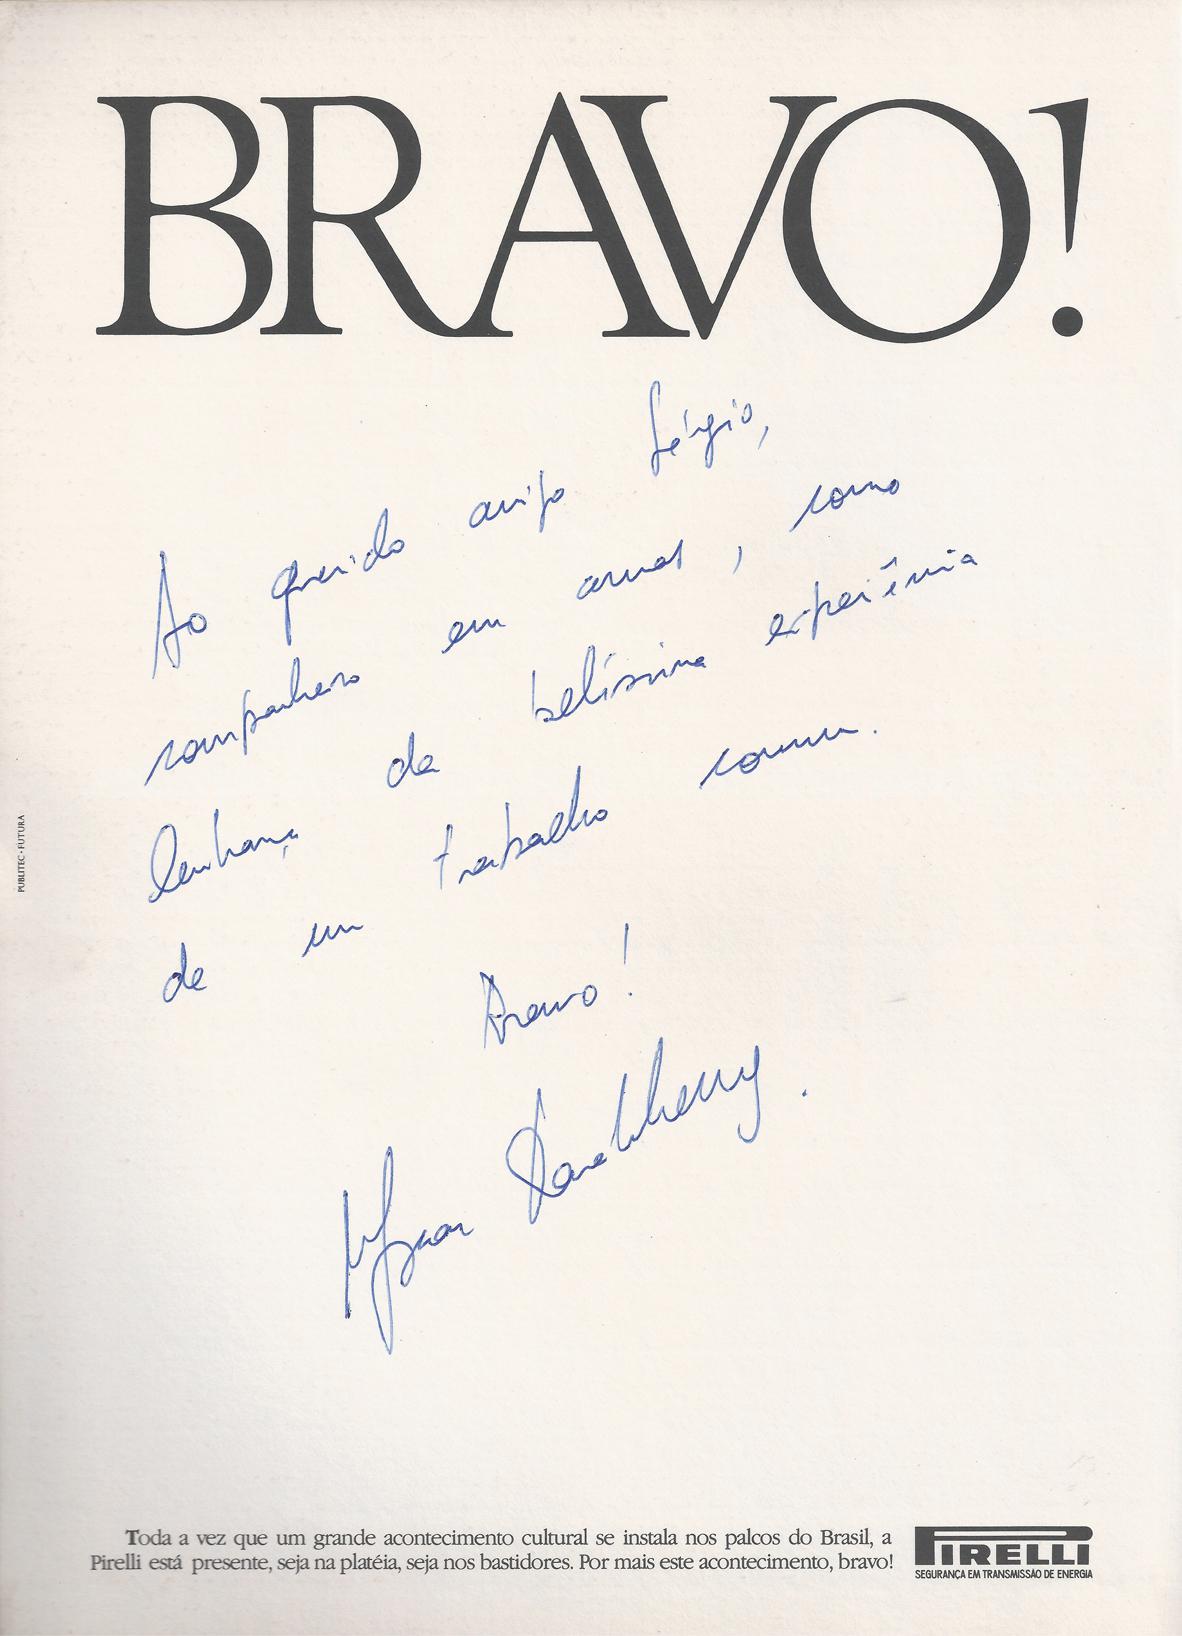 BRAVO!
Ao querido amigo Sérgio,
companheiro em armas, como
lembrança da belíssima experiência
de um trabalho comum.
Bravo!
PUBLITEC - FUTURA
Toda a vez que um grande acontecimento cultural se instala nos palcos do Brasil, a
Pirelli está presente, seja na platéia, seja nos bastidores. Por mais este acontecimento, bravo!
PIRELLI
SEGURANÇA EM TRANSMISSÃO DE ENERGIA